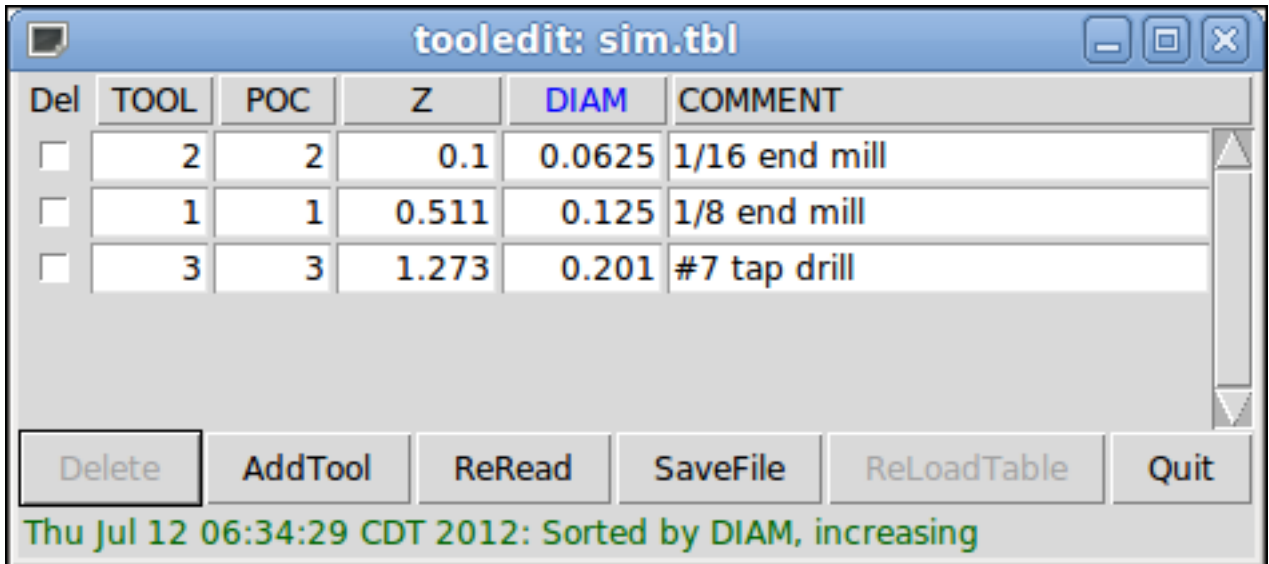 tooledit: sim.tbl
Del TOOL POC Z DIAM COMMENT
2 2 0.1 0.0625 1/16 end mill
1 1 0.511 0.125 1/8 end mill
3 3 1.273 0.201 #7 tap drill
Delete AddTool ReRead SaveFile ReLoadTable Quit
Thu Jul 12 06:34:29 CDT 2012: Sorted by DIAM, increasing